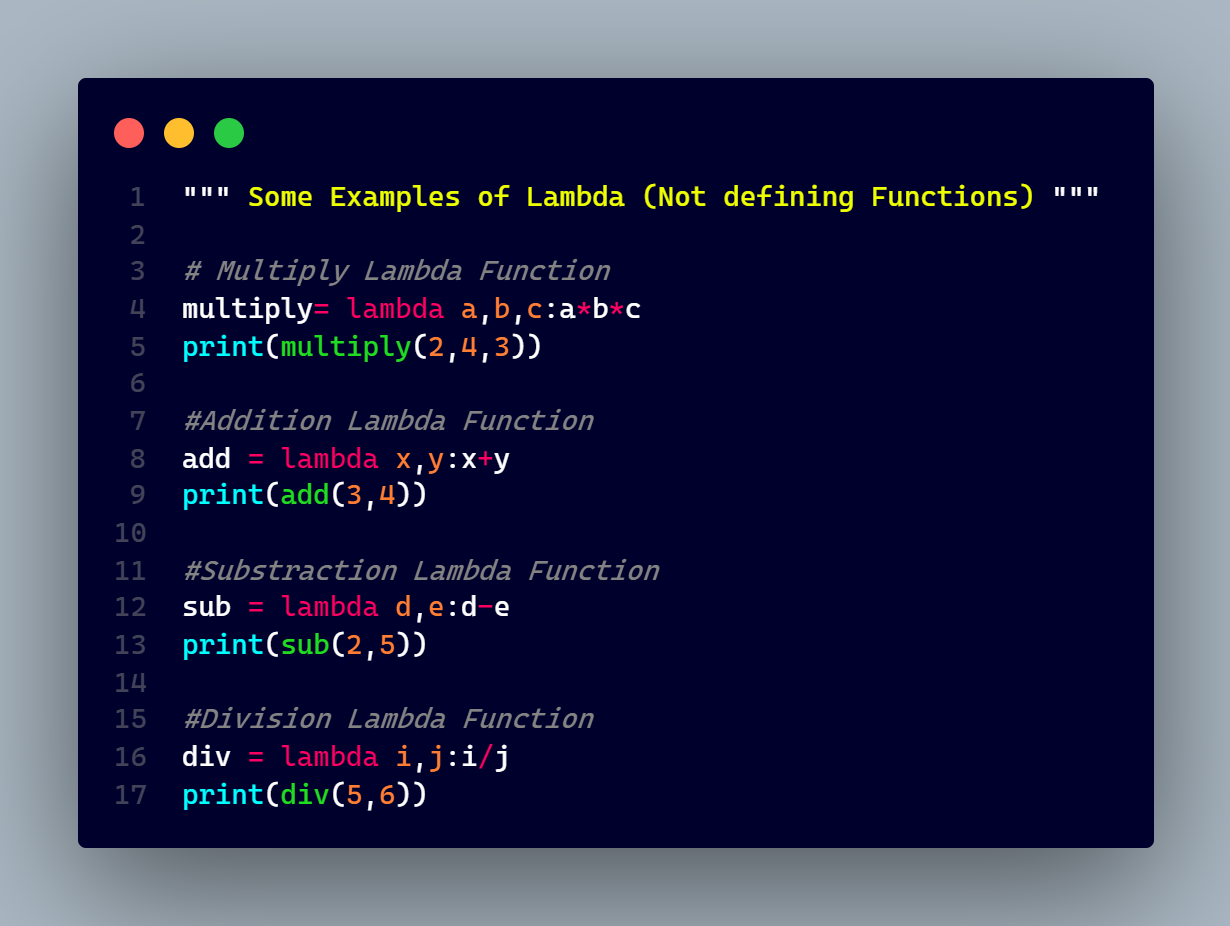 1 """ Some Examples of Lambda (Not defining Functions) """
2
3 # Multiply Lambda Function
4 multiply= lambda a,b,c:a*b*c
5 print(multiply(2,4,3))
6
7 #Addition Lambda Function
8 add = lambda x,y:x+y
9 print(add(3,4))
10
11 #Substraction Lambda Function
12 sub = lambda d,e:d-e
13 print(sub(2,5))
14
15 #Division Lambda Function
16 div = lambda i,j:i/j
17 print(div(5,6))